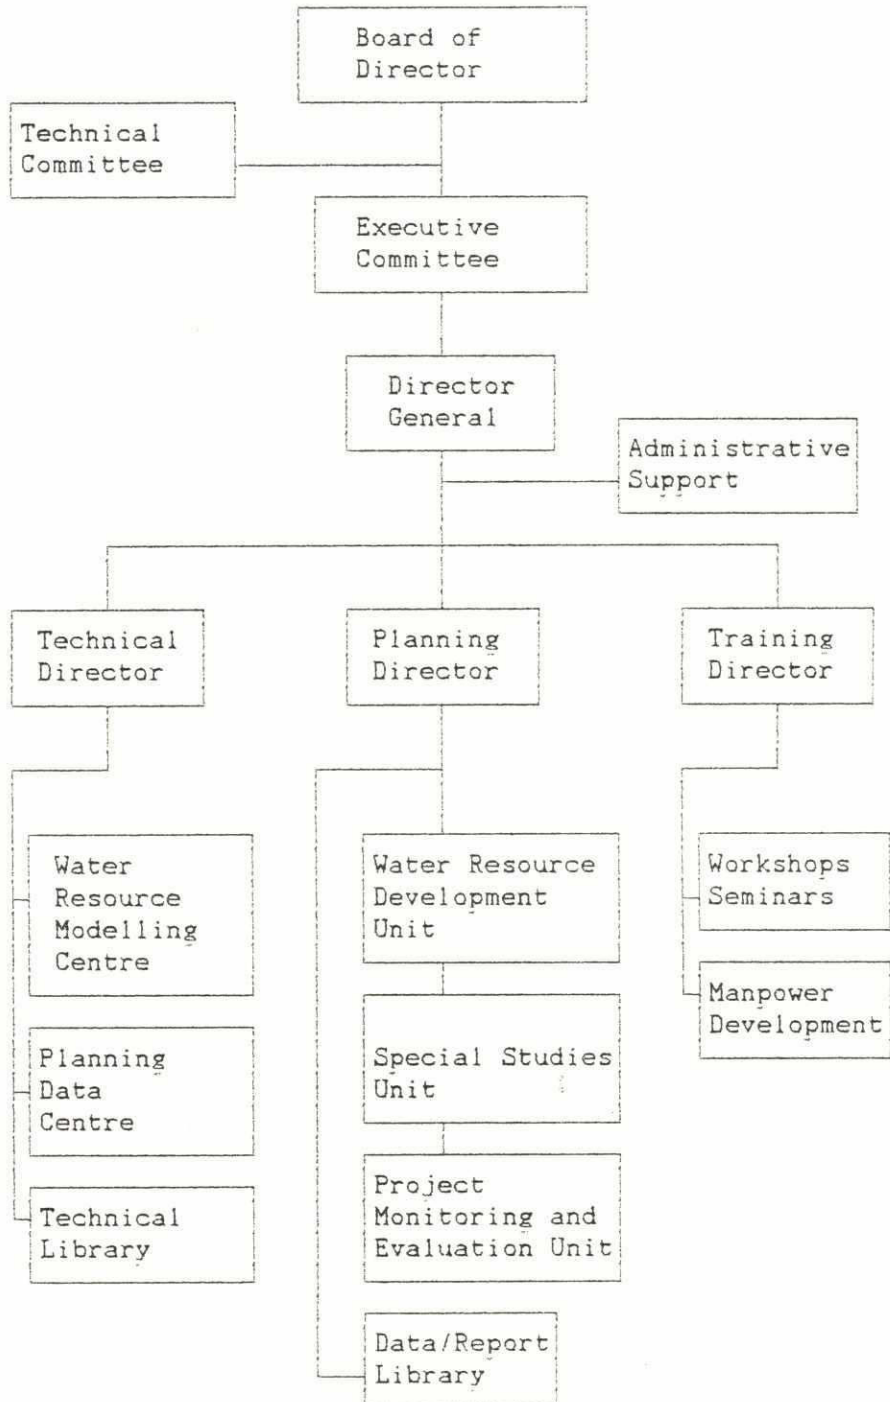 Board of
Director
Technical
Committee
Executive
Committee
Director
General
Administrative
Support
Technical
Director
Planning
Director
Training
Director
Water
Resource
Modelling
Centre
Planning
Data
Centre
Technical
Library
Water Resource
Development
Unit
Special Studies
Unit
Project
Monitoring and
Evaluation Unit
Data/Report
Library
Workshops
Seminars
Manpower
Development